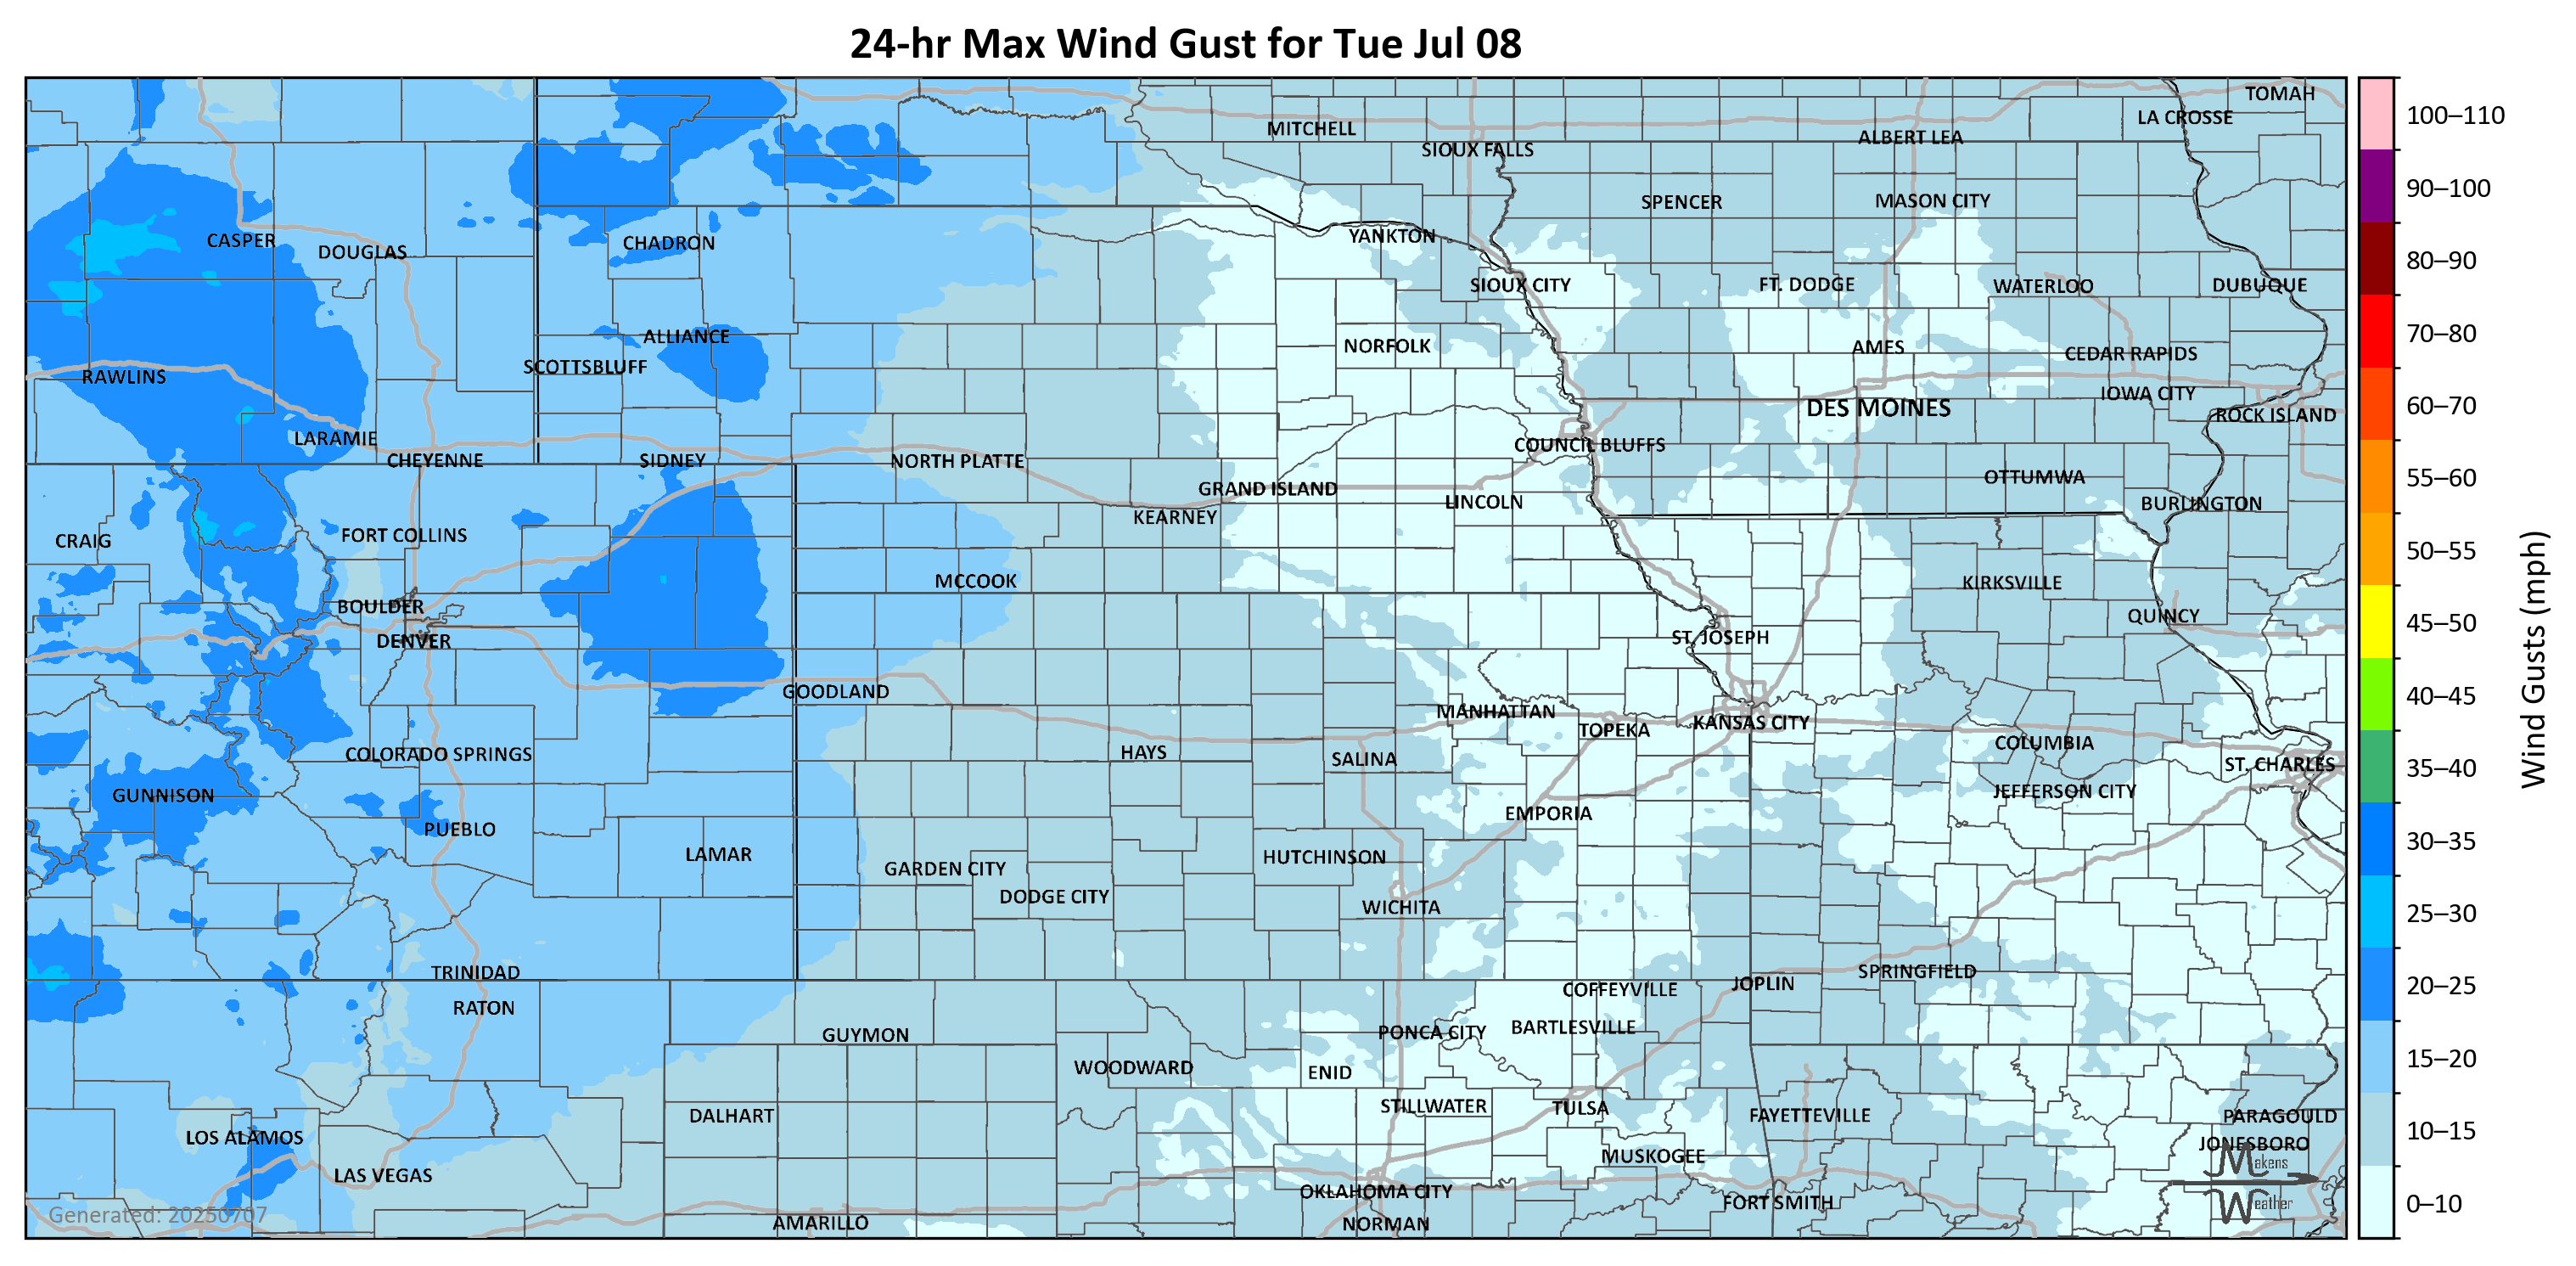 24-hr Max Wind Gust for Tue Jul 08
TOMAH
LA CROSSE
MITCHELL
ALBERT LEA
SIOUX FALLS
SPENCER
MASON CITY
CASPER
DOUGLAS
CHADRON
YANKTON
SIOUX CITY
FT. DODGE
WATERLOO
DUBUQUE
ALLIANCE
NORFOLK
AMES
CEDAR RAPIDS
SCOTTSBLUFF
RAWLINS
IOWA CITY
DES MOINES
ROCK ISLAND
LARAMIE
COUNCIL BLUFFS
CHEYENNE
SIDNEY
NORTH PLATTE
OTTUMWA
GRAND ISLAND
LINCOLN
BURLINGTON
KEARNEY
CRAIG
FORT COLLINS
MCCOOK
KIRKSVILLE
BOULDER
QUINCY
DENVER
ST. JOSEPH
GOODLAND
MANHATTAN
TOPEKA
KANSAS CITY
COLORADO SPRINGS
HAYS
SALINA
COLUMBIA
ST. CHARLES
GUNNISON
JEFFERSON CITY
EMPORIA
PUEBLO
LAMAR
HUTCHINSON
GARDEN CITY
DODGE CITY
WICHITA
TRINIDAD
SPRINGFIELD
JOPLIN
COFFEYVILLE
RATON
GUYMON
PONCA CITY
BARTLESVILLE
WOODWARD
ENID
DALHART
STILLWATER
TULSA
FAYETTEVILLE
PARAGOULD
LOS ALAMOS
JONESBORO
LAS VEGAS
MUSKOGEE
OKLAHOMA CITY
FORT SMITH
AMARILLO
NORMAN
Generated: 20250707
Makens
Weather
100–110
90–100
80–90
70–80
60–70
55–60
50–55
45–50
40–45
35–40
30–35
25–30
20–25
15–20
10–15
0–10
Wind Gusts (mph)